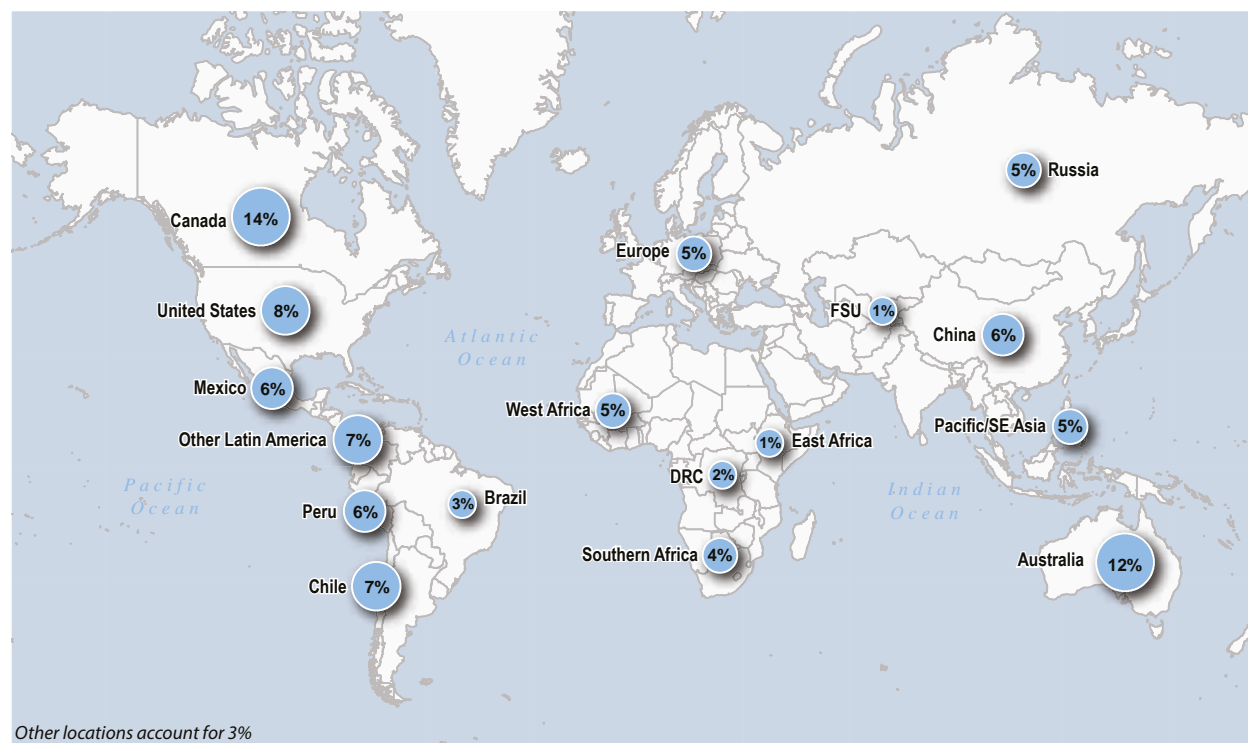 5% Russia
Canada 14%
Europe 5%
United States 8%
FSU 1%
China 6%
Atlantic
Ocean
Mexico 6%
West Africa 5%
Pacific/SE Asia 5%
Other Latin America 7%
1% East Africa
DRC 2%
Pacific
Ocean
Indian
Ocean
3% Brazil
Peru 6%
Southern Africa 4%
Australia 12%
Chile 7%
Other locations account for 3%